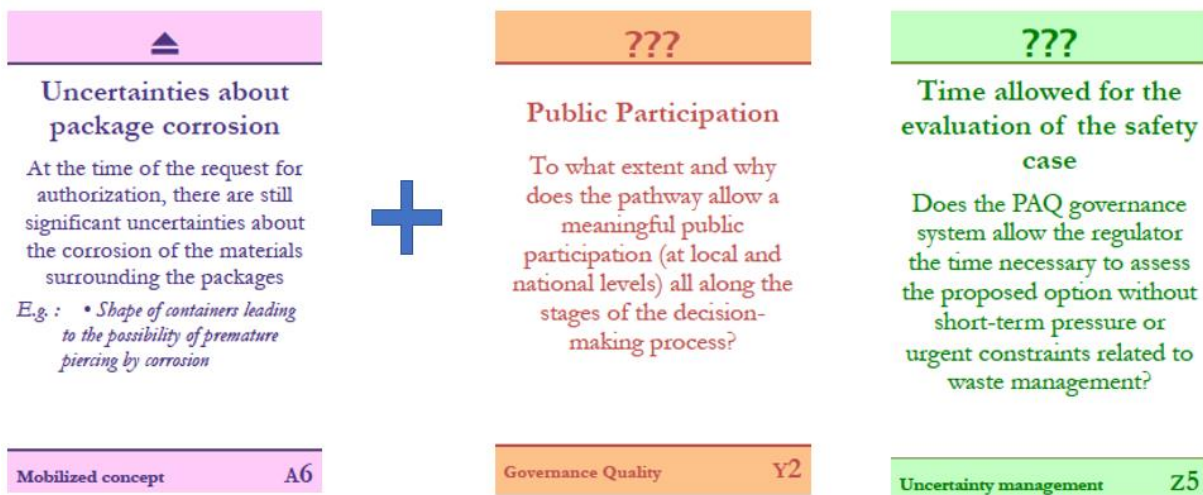 Uncertainties about
package corrosion
At the time of the request for
authorization, there are still
significant uncertainties about
the corrosion of the materials
surrounding the packages
E.g. : • Shape of containers leading
to the possibility of premature
piercing by corrosion
Mobilized concept A6
???
Public Participation
To what extent and why
does the pathway allow a
meaningful public
participation (at local and
national levels) all along the
stages of the decision-
making process?
Governance Quality Y2
???
Time allowed for the
evaluation of the safety
case
Does the PAQ governance
system allow the regulator
the time necessary to assess
the proposed option without
short-term pressure or
urgent constraints related to
waste management?
Uncertainty management Z5